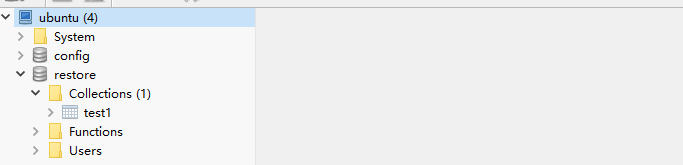 ubuntu (4)
System
config
restore
Collections (1)
test1
Functions
Users